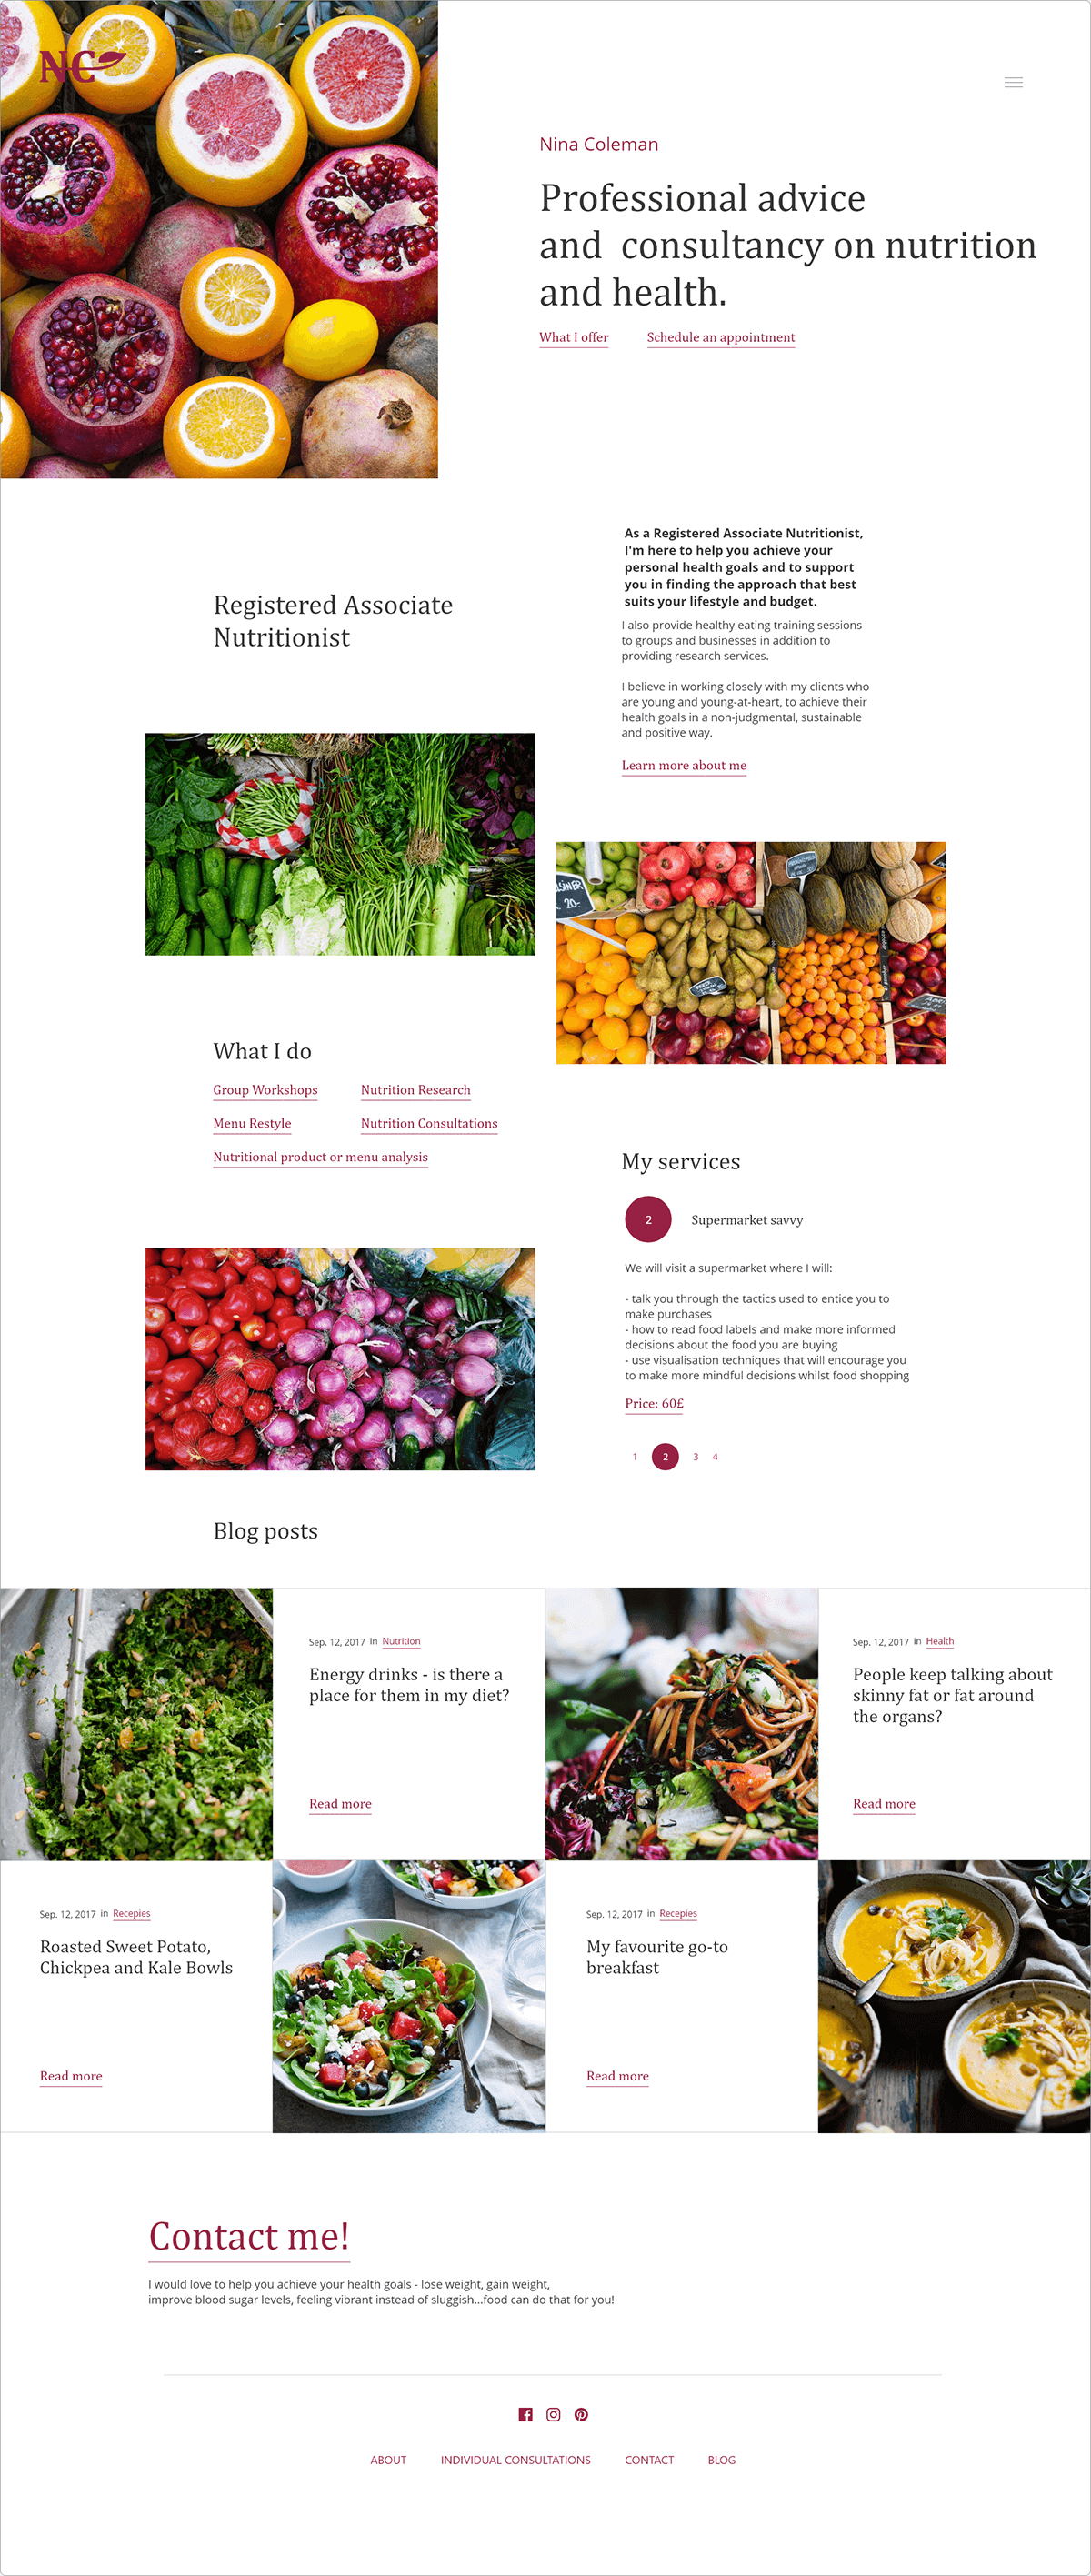 NC
Nina Coleman
Professional advice
and consultancy on nutrition
and health.
What I offer
Schedule an appointment
As a Registered Associate Nutritionist,
I'm here to help you achieve your
personal health goals and to support
you in finding the approach that best
suits your lifestyle and budget.
Registered Associate
Nutritionist
I also provide healthy eating training sessions
to groups and businesses in addition to
providing research services.
I believe in working closely with my clients who
are young and young-at-heart, to achieve their
health goals in a non-judgmental, sustainable
and positive way.
Learn more about me
20.-
What I do
Group Workshops
Nutrition Research
Menu Restyle
Nutrition Consultations
Nutritional product or menu analysis
My services
2
Supermarket savvy
We will visit a supermarket where I will:
- talk you through the tactics used to entice you to
make purchases
- how to read food labels and make more informed
decisions about the food you are buying
- use visualisation techniques that will encourage you
to make more mindful decisions whilst food shopping
Price: 60£
1 2 3 4
Blog posts
Sep. 12, 2017 in Nutrition
Energy drinks - is there a
place for them in my diet?
Read more
Sep. 12, 2017 in Health
People keep talking about
skinny fat or fat around
the organs?
Read more
Sep. 12, 2017 in Recepies
Roasted Sweet Potato,
Chickpea and Kale Bowls
Read more
Sep. 12, 2017 in Recepies
My favourite go-to
breakfast
Read more
Contact me!
I would love to help you achieve your health goals - lose weight, gain weight,
improve blood sugar levels, feeling vibrant instead of sluggish...food can do that for you!
ABOUT
INDIVIDUAL CONSULTATIONS
CONTACT
BLOG